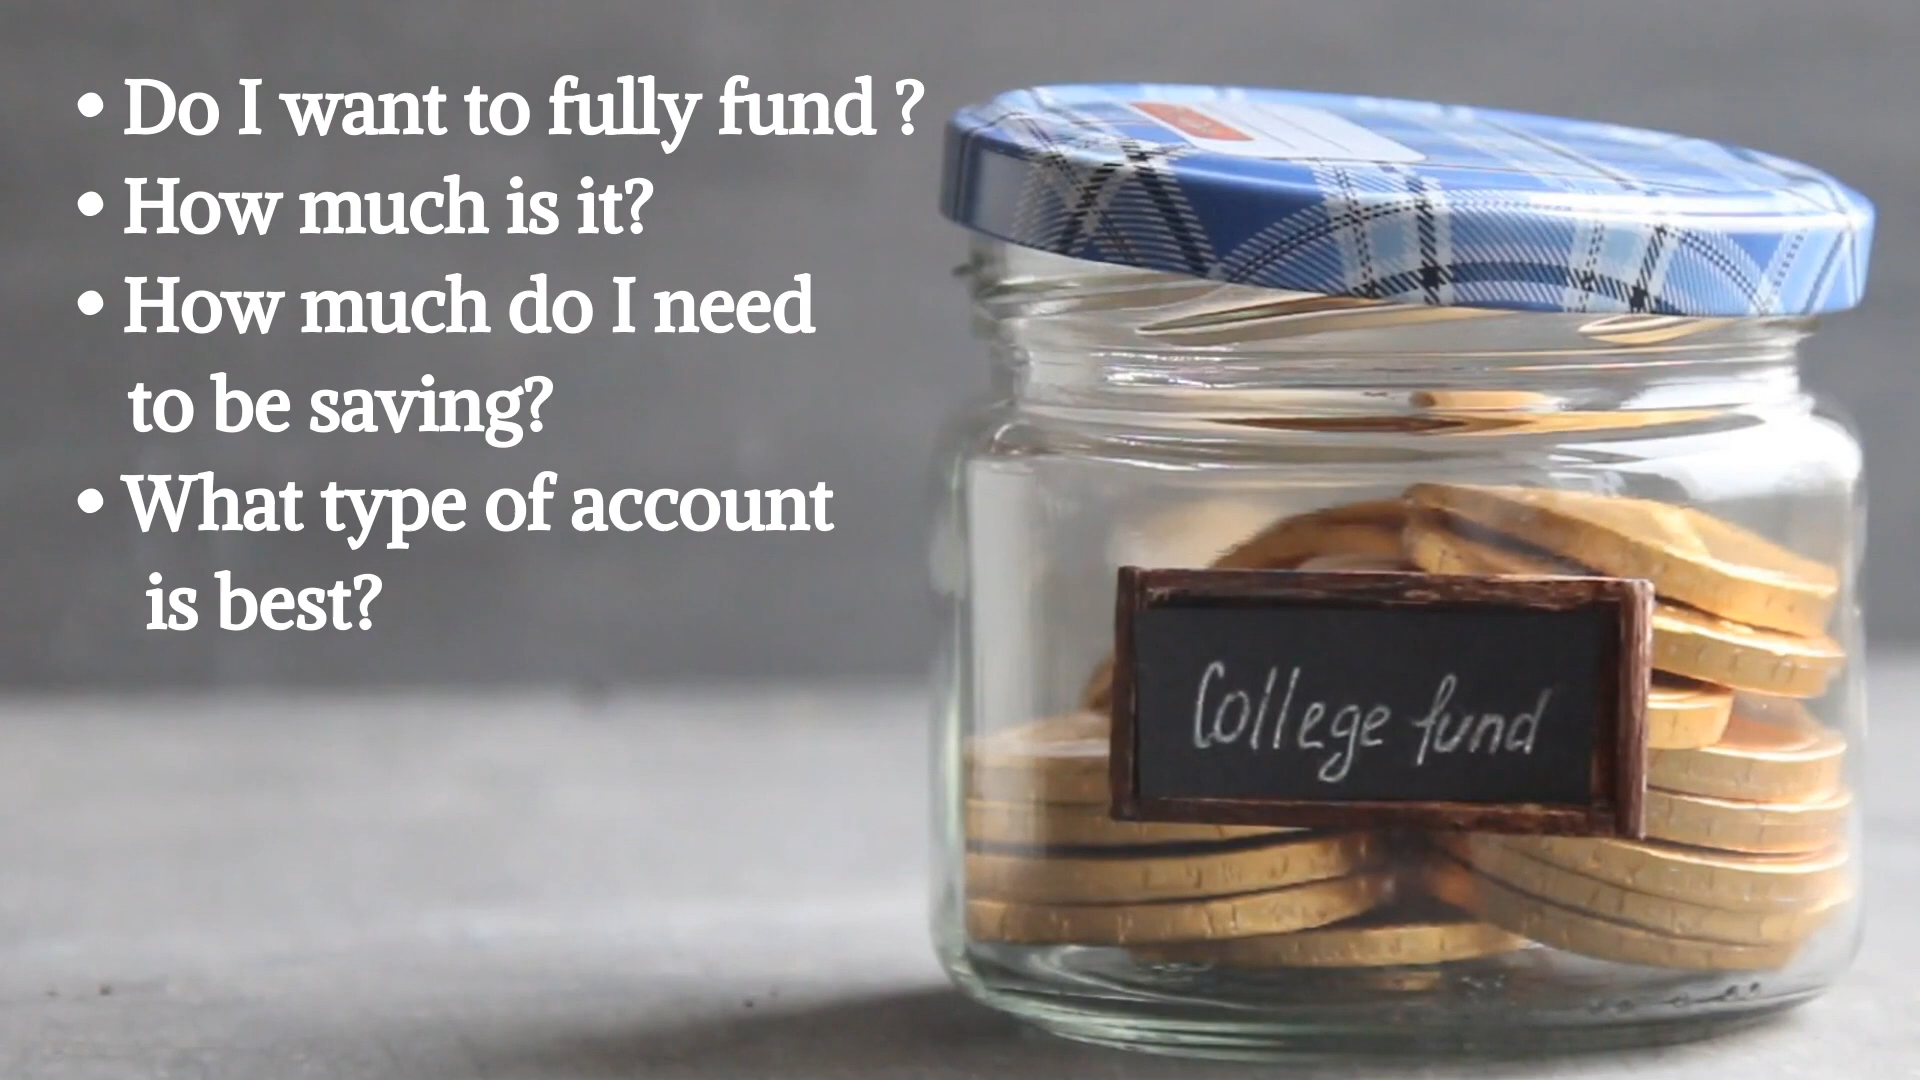 • Do I want to fully fund ?
• How much is it?
• How much do I need
to be saving?
• What type of account
is best?
College fund